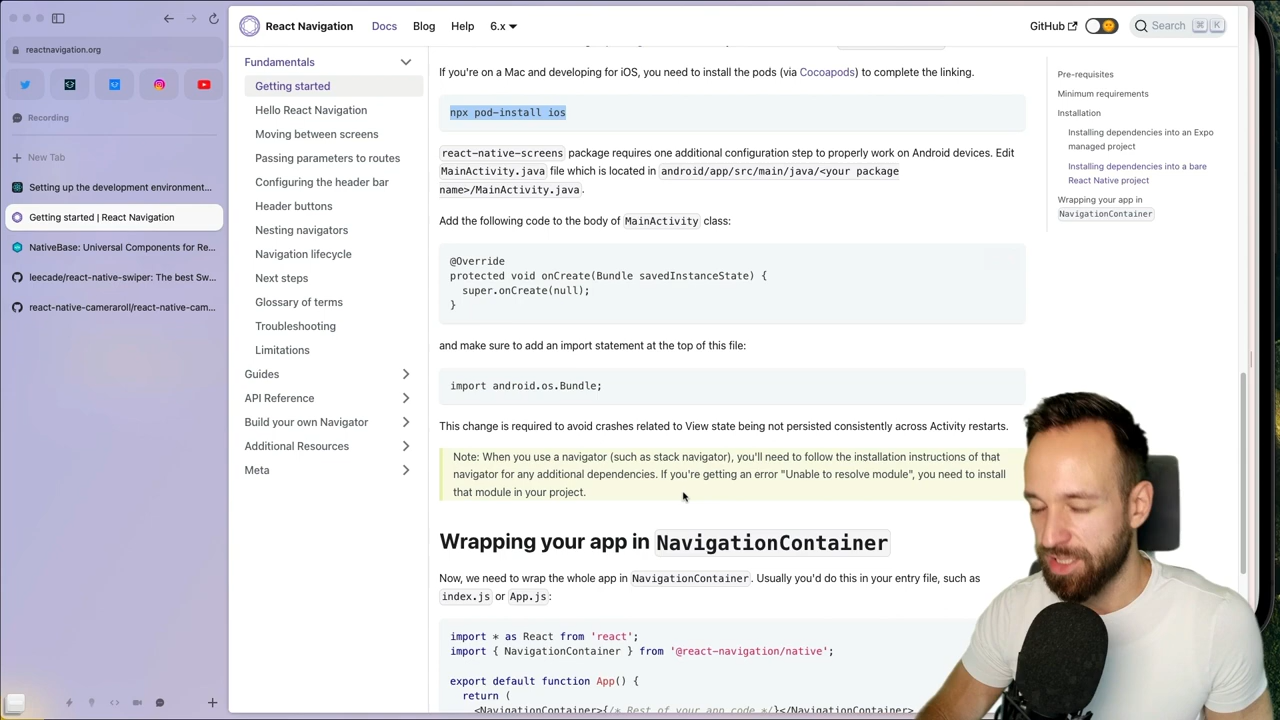 reactnavigation.org
Recording
New Tab
Setting up the development environment...
Getting started | React Navigation
NativeBase: Universal Components for Re...
leecade/react-native-swiper: The best Sw...
react-native-cameraroll/react-native-cam...
React Navigation
Docs
Blog
Help
6.x
GitHub
Search
⌘ K
Fundamentals
Getting started
Hello React Navigation
Moving between screens
Passing parameters to routes
Configuring the header bar
Header buttons
Nesting navigators
Navigation lifecycle
Next steps
Glossary of terms
Troubleshooting
Limitations
Guides
API Reference
Build your own Navigator
Additional Resources
Meta
If you're on a Mac and developing for iOS, you need to install the pods (via Cocoapods) to complete the linking.
npx pod-install ios
react-native-screens package requires one additional configuration step to properly work on Android devices. Edit
MainActivity.java file which is located in android/app/src/main/java/<your package
name>/MainActivity.java.
Add the following code to the body of MainActivity class:
@Override
protected void onCreate(Bundle savedInstanceState) {
super.onCreate(null);
}
and make sure to add an import statement at the top of this file:
import android.os.Bundle;
This change is required to avoid crashes related to View state being not persisted consistently across Activity restarts.
Note: When you use a navigator (such as stack navigator), you'll need to follow the installation instructions of that
navigator for any additional dependencies. If you're getting an error "Unable to resolve module", you need to install
that module in your project.
Wrapping your app in NavigationContainer
Now, we need to wrap the whole app in NavigationContainer. Usually you'd do this in your entry file, such as
index.js or App.js:
import * as React from 'react';
import { NavigationContainer } from '@react-navigation/native';
export default function App() {
return (
<NavigationContainer>{/* Rest of your app code */}</NavigationContainer>
Pre-requisites
Minimum requirements
Installation
Installing dependencies into an Expo
managed project
Installing dependencies into a bare
React Native project
Wrapping your app in
NavigationContainer